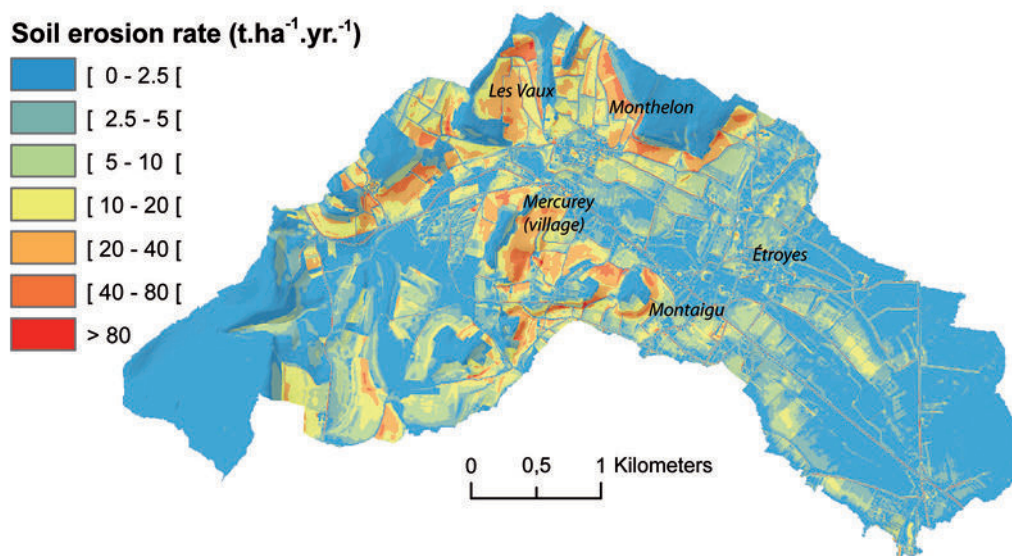 Soil erosion rate (t.ha⁻¹.yr.⁻¹)
[ 0 - 2.5 [
[ 2.5 - 5 [
[ 5 - 10 [
[ 10 - 20 [
[ 20 - 40 [
[ 40 - 80 [
> 80
Les Vaux
Monthelon
Mercurey
(village)
Étroyes
Montaigu
0 0,5 1 Kilometers